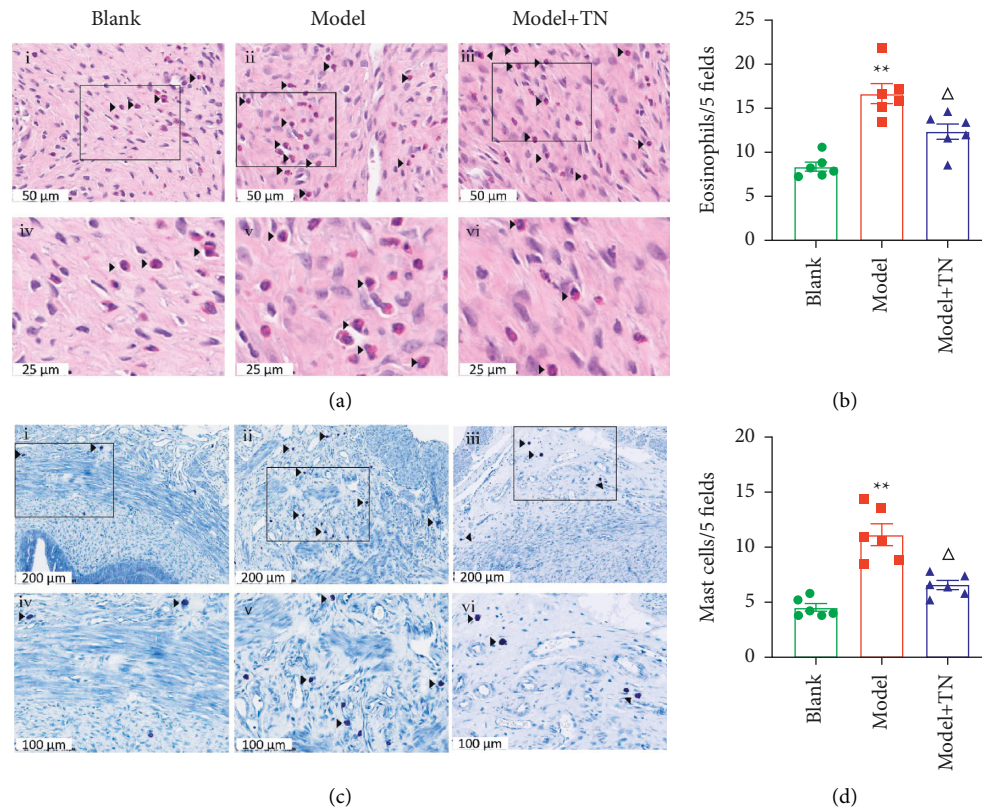 Blank
Model
Model+TN
i
ii
iii
50 µm
50 µm
50 µm
iv
v
vi
25 µm
25 µm
25 µm
(a)
Eosinophils/5 fields
25
20
15
10
5
0
**
△
Blank
Model
Model+TN
(b)
i
ii
iii
200 µm
200 µm
200 µm
iv
v
vi
100 µm
100 µm
100 µm
(c)
Mast cells/5 fields
20
15
10
5
0
**
△
Blank
Model
Model+TN
(d)